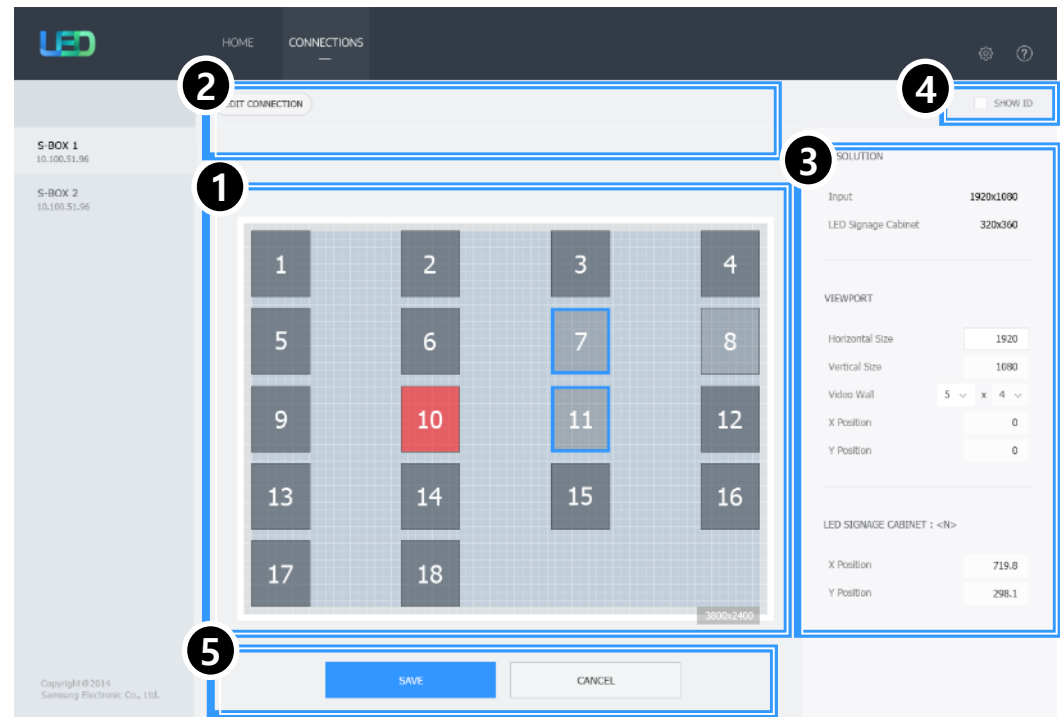 LED
HOME
CONNECTIONS
2
EDIT CONNECTION
4
SHOW ID
S-BOX 1
10.100.51.96
S-BOX 2
10.100.51.96
1
1 2 3 4
5 6 7 8
9 10 11 12
13 14 15 16
17 18
3800x2400
3
SOLUTION
Input 1920x1080
LED Signage Cabinet 320x360
VIEWPORT
Horizontal Size 1920
Vertical Size 1080
Video Wall 5 x 4
X Position 0
Y Position 0
LED SIGNAGE CABINET : <N>
X Position 719.8
Y Position 298.1
5
SAVE
CANCEL
Copyright@2014
Samsung Electronic Co., Ltd.